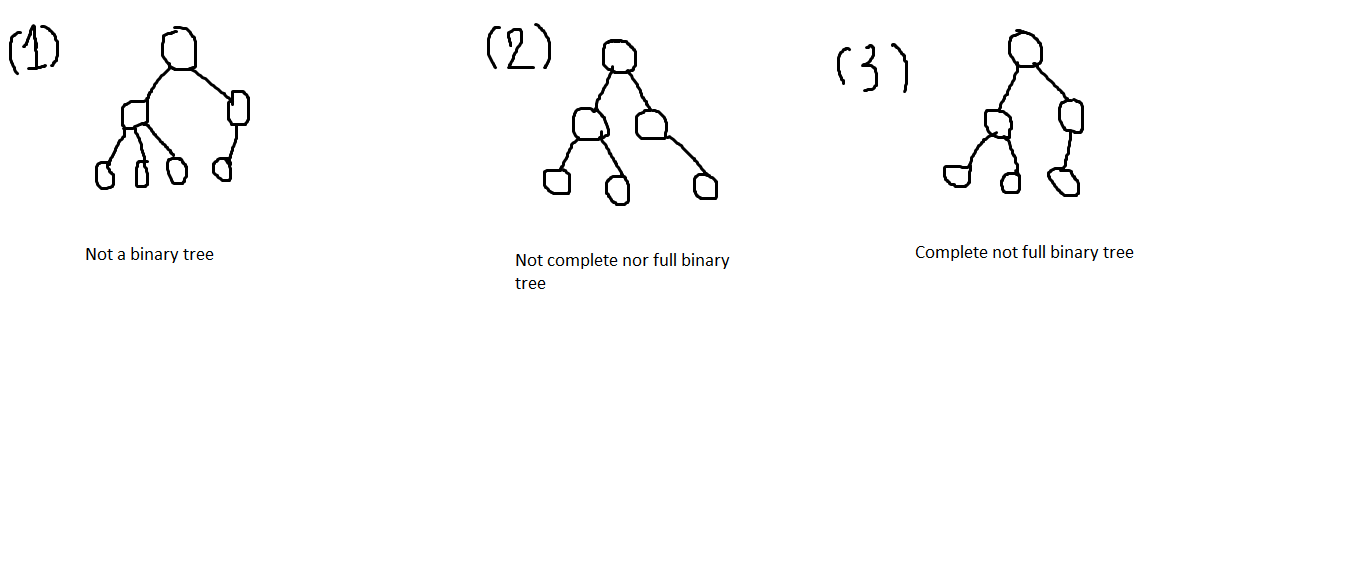 (1)
(2)
(3)
Not a binary tree
Not complete nor full binary
tree
Complete not full binary tree